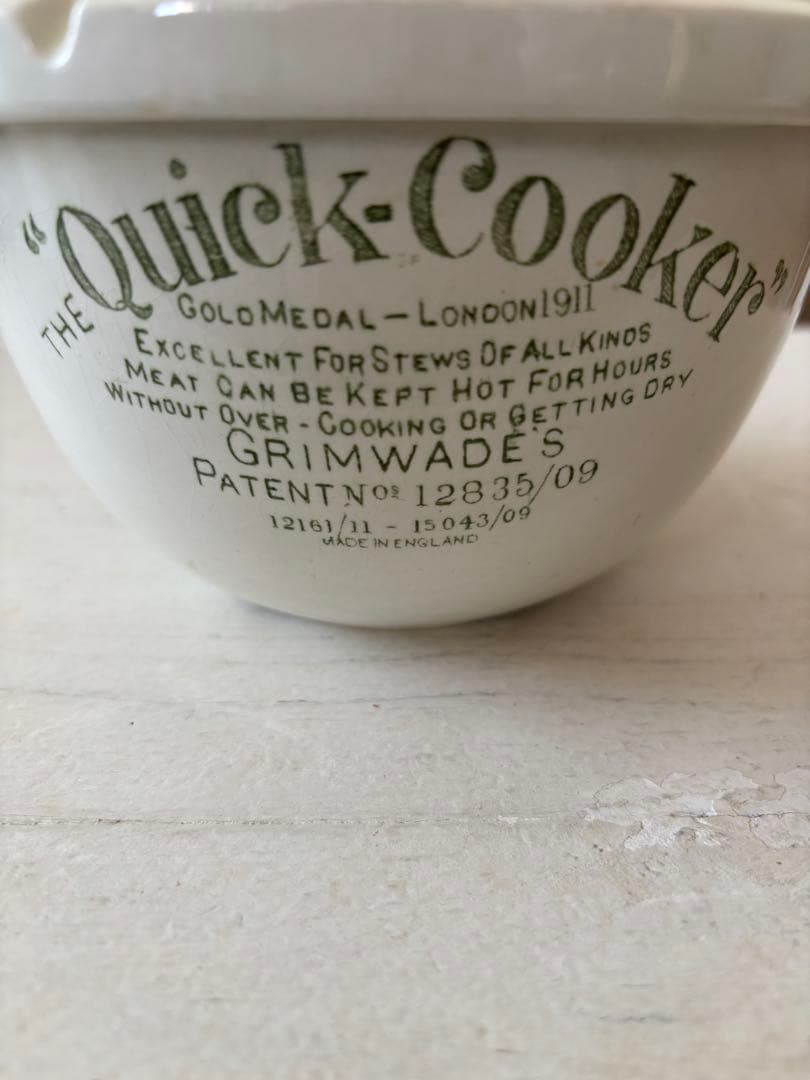 THE "Quick-Cooker"
GOLD MEDAL – LONDON 1911
EXCELLENT FOR STEWS OF ALL KINDS
MEAT CAN BE KEPT HOT FOR HOURS
WITHOUT OVER - COOKING OR GETTING DRY
GRIMWADE'S
PATENT Nos 12835/09
12161/11 - 15043/09
MADE IN ENGLAND